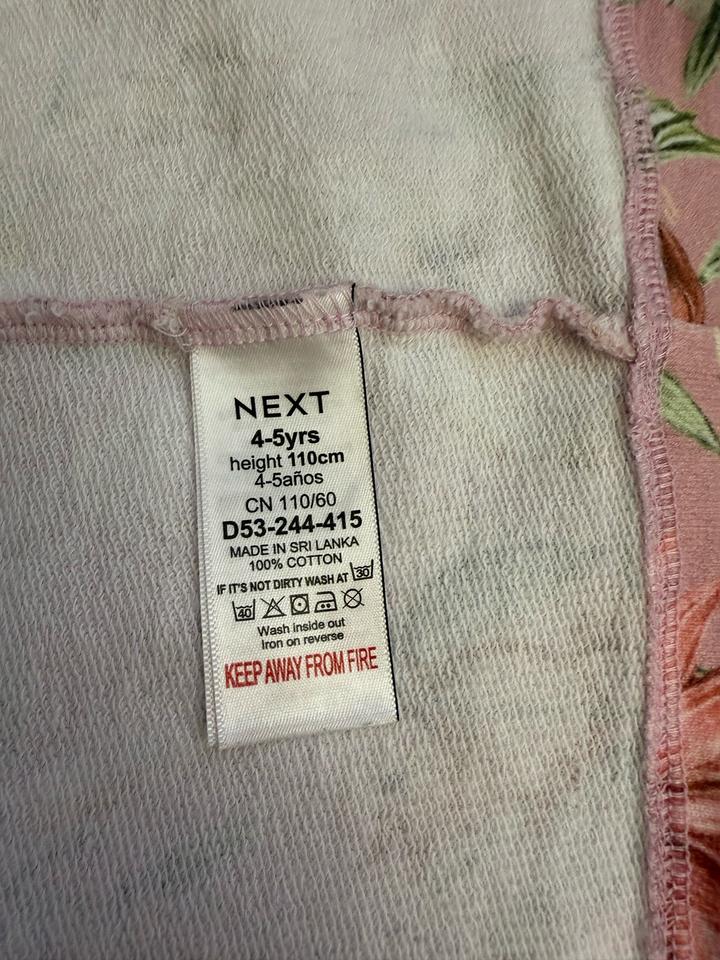 NEXT
4-5yrs
height 110cm
4-5años
CN 110/60
D53-244-415
MADE IN SRI LANKA
100% COTTON
IF IT'S NOT DIRTY WASH AT 30
40
Wash inside out
Iron on reverse
KEEP AWAY FROM FIRE